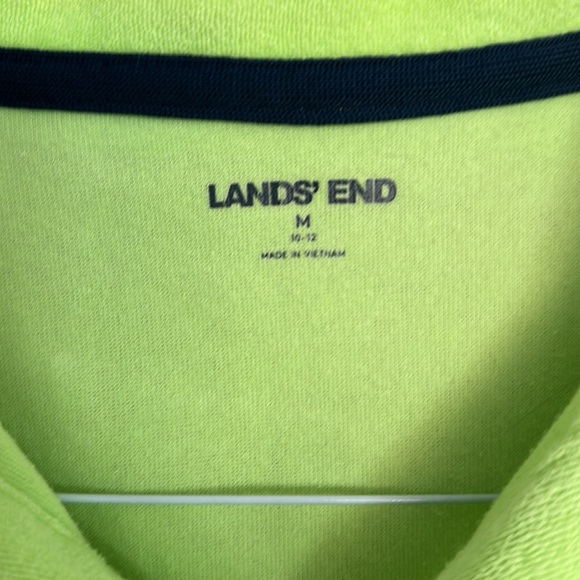 LANDS' END
M
10-12
MADE IN VIETNAM